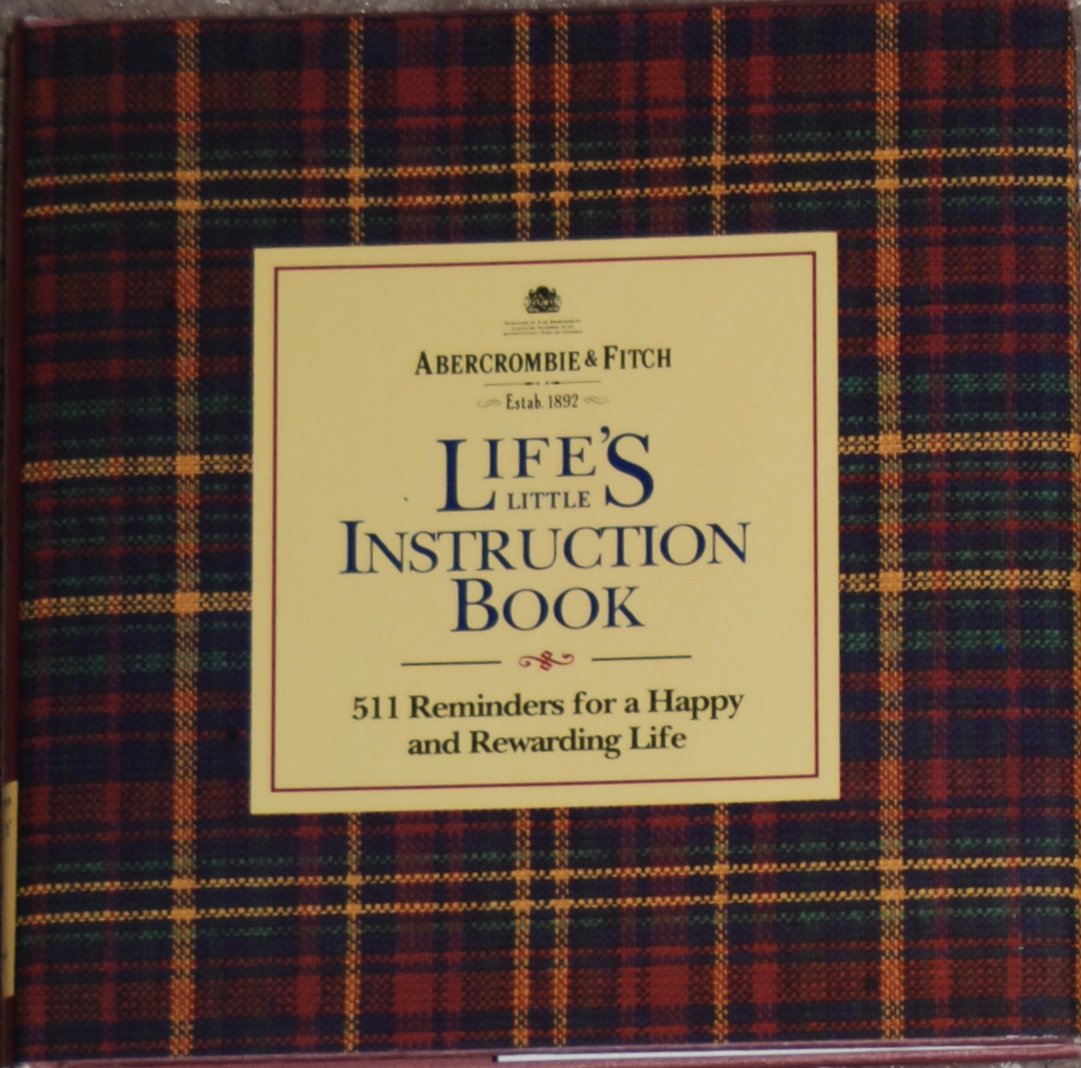 ABERCROMBIE & FITCH
Estab. 1892
LIFE'S
LITTLE
INSTRUCTION
BOOK
511 Reminders for a Happy
and Rewarding Life